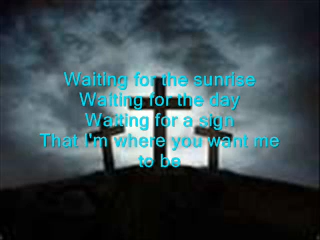 Waiting for the sunrise
Waiting for the day
Waiting for a sign
That I'm where you want me
to be